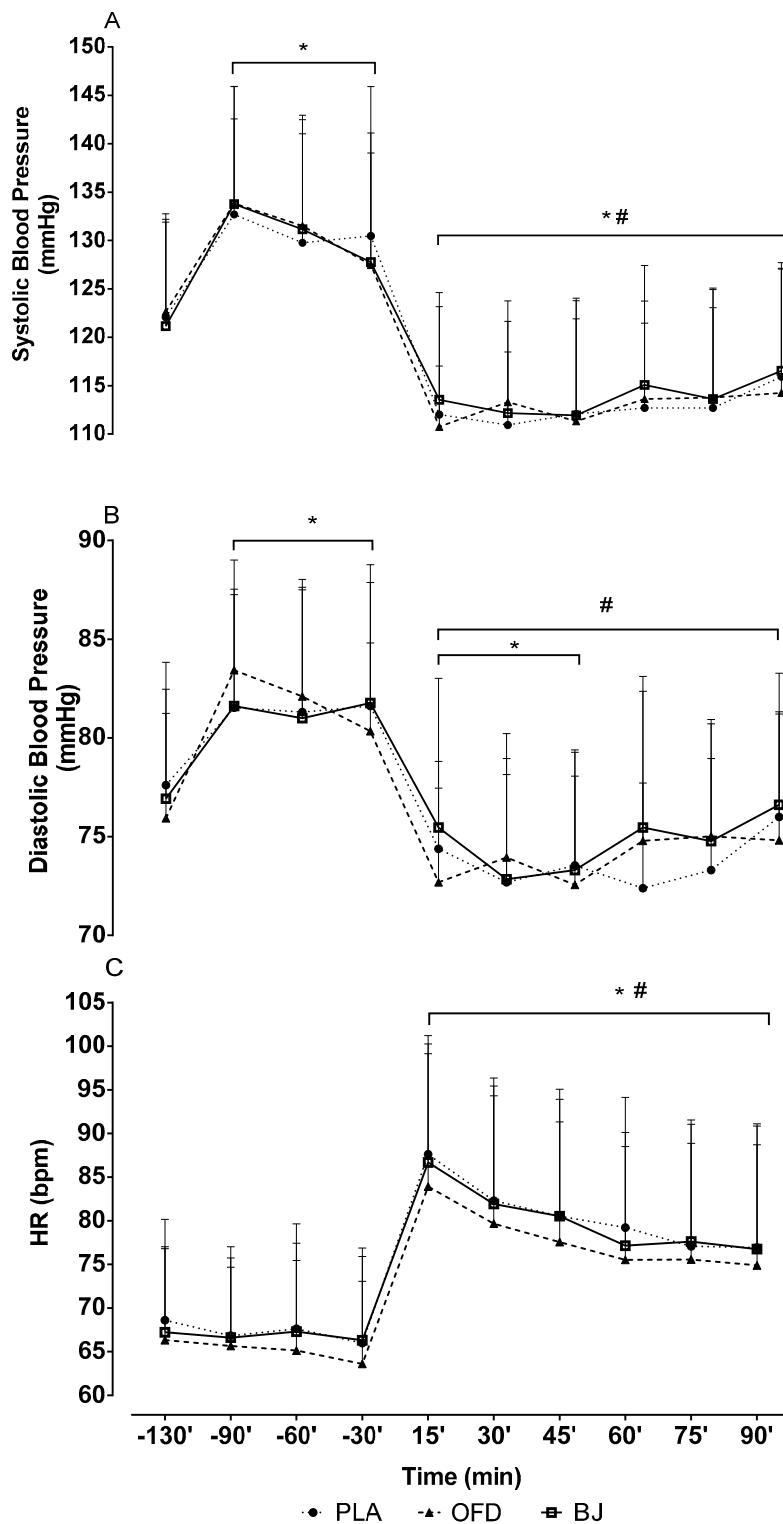 A
150
145
140
135
130
125
120
115
110
Systolic Blood Pressure
(mmHg)
*
* #
B
90
85
80
75
70
Diastolic Blood Pressure
(mmHg)
*
#
*
C
105
100
95
90
85
80
75
70
65
60
HR (bpm)
* #
-130' -90' -60' -30' 15' 30' 45' 60' 75' 90'
Time (min)
PLA OFD BJ